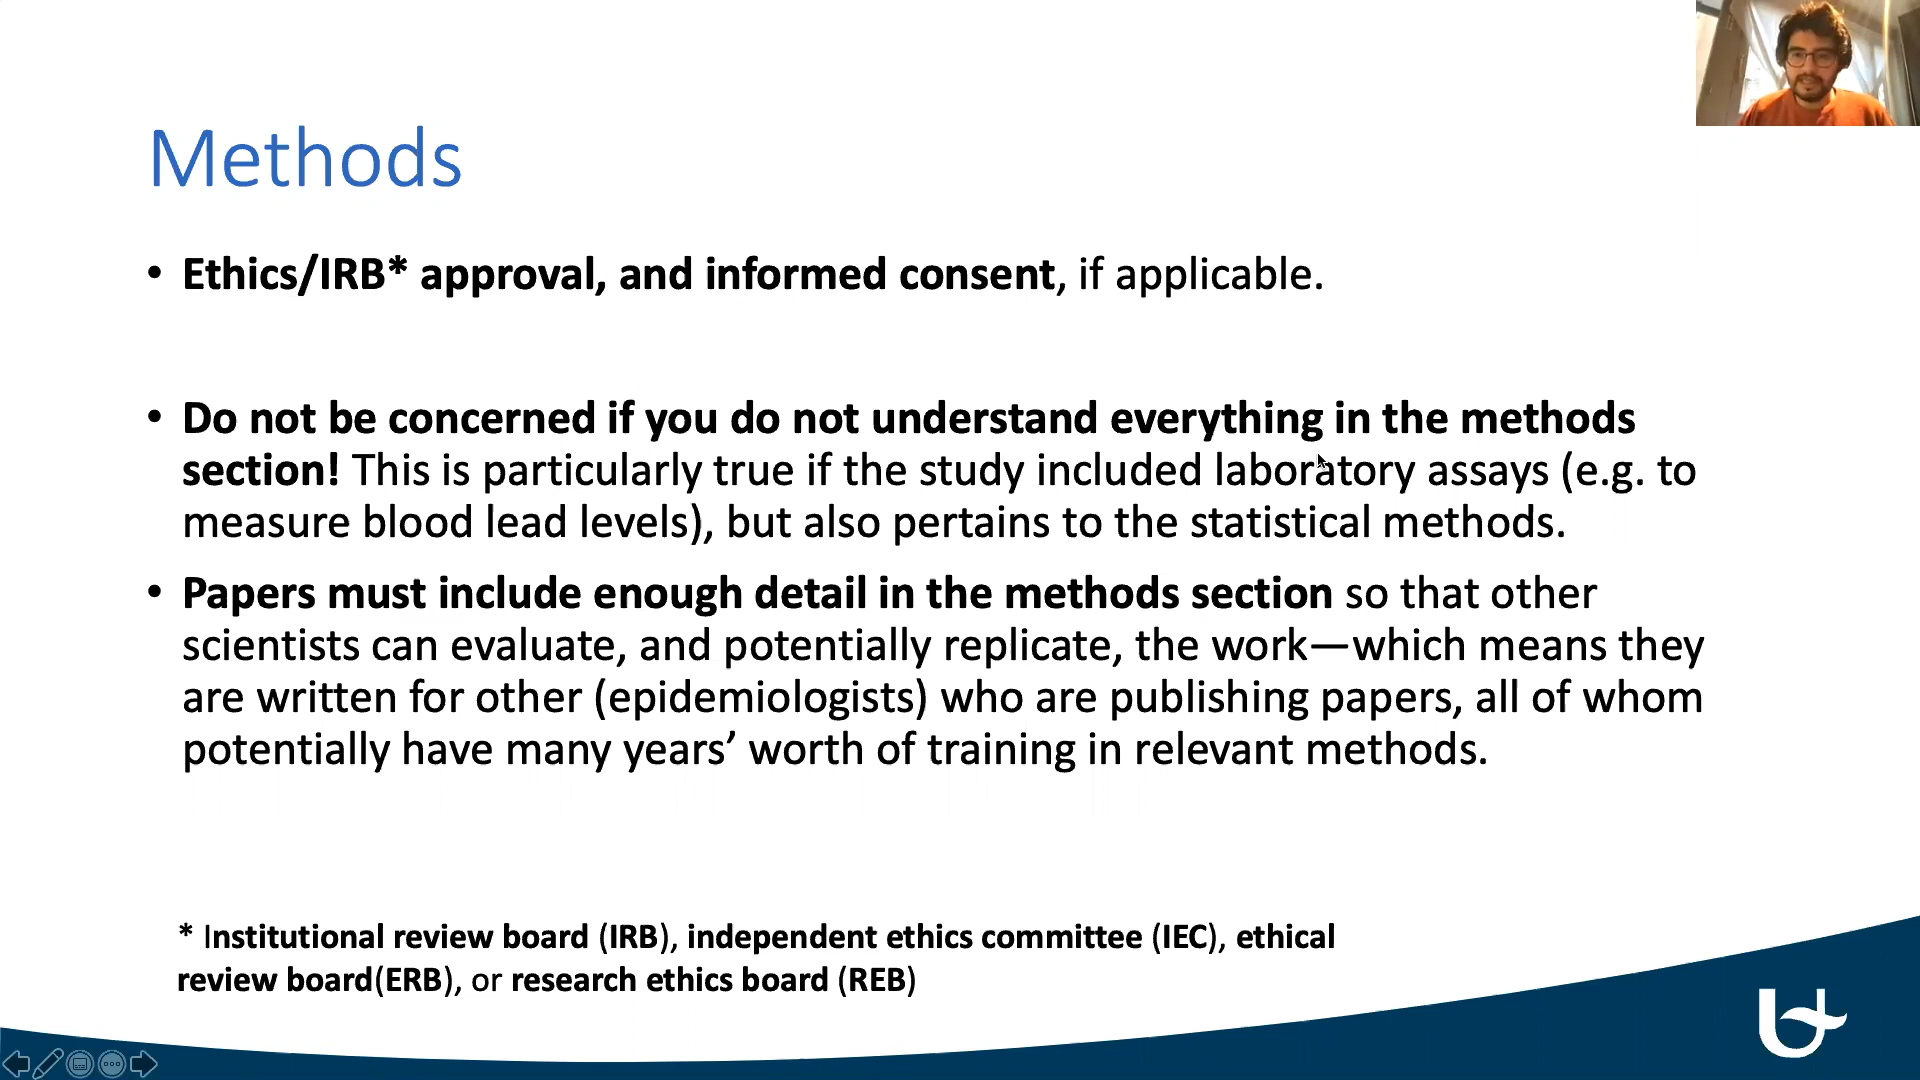 Methods
• Ethics/IRB* approval, and informed consent, if applicable.
• Do not be concerned if you do not understand everything in the methods
section! This is particularly true if the study included laboratory assays (e.g. to
measure blood lead levels), but also pertains to the statistical methods.
• Papers must include enough detail in the methods section so that other
scientists can evaluate, and potentially replicate, the work—which means they
are written for other (epidemiologists) who are publishing papers, all of whom
potentially have many years’ worth of training in relevant methods.
* Institutional review board (IRB), independent ethics committee (IEC), ethical
review board(ERB), or research ethics board (REB)